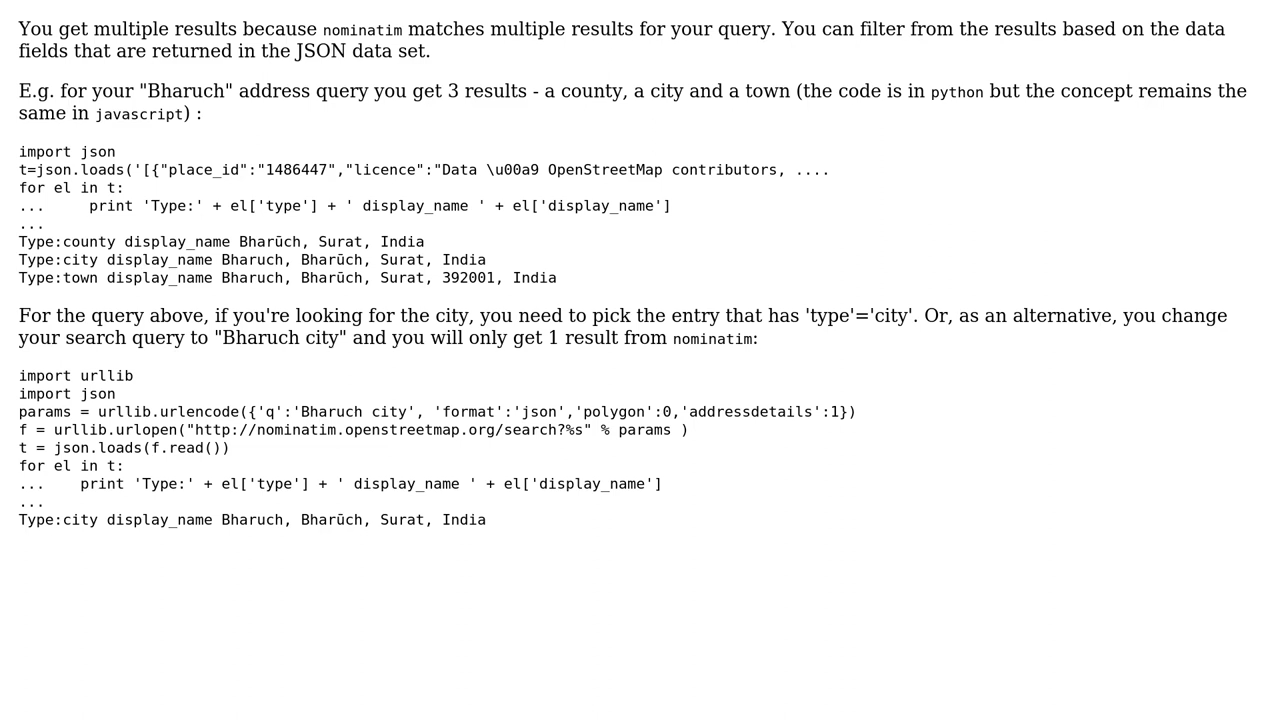 You get multiple results because nominatim matches multiple results for your query. You can filter from the results based on the data
fields that are returned in the JSON data set.
E.g. for your "Bharuch" address query you get 3 results - a county, a city and a town (the code is in python but the concept remains the
same in javascript) :
import json
t=json.loads('[{"place_id":"1486447","licence":"Data \u00a9 OpenStreetMap contributors, ....
for el in t:
...     print 'Type:' + el['type'] + ' display_name ' + el['display_name']
...
Type:county display_name Bharūch, Surat, India
Type:city display_name Bharuch, Bharūch, Surat, India
Type:town display_name Bharuch, Bharūch, Surat, 392001, India
For the query above, if you're looking for the city, you need to pick the entry that has 'type'='city'. Or, as an alternative, you change
your search query to "Bharuch city" and you will only get 1 result from nominatim:
import urllib
import json
params = urllib.urlencode({'q':'Bharuch city', 'format':'json','polygon':0,'addressdetails':1})
f = urllib.urlopen("http://nominatim.openstreetmap.org/search?%s" % params )
t = json.loads(f.read())
for el in t:
...    print 'Type:' + el['type'] + ' display_name ' + el['display_name']
...
Type:city display_name Bharuch, Bharūch, Surat, India